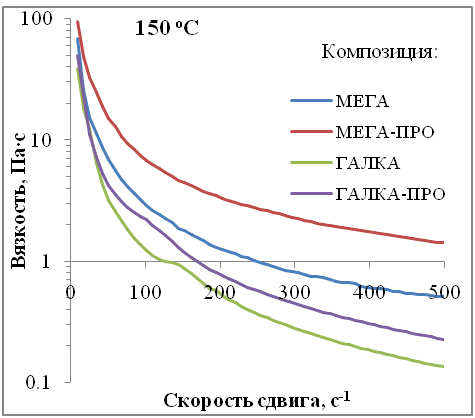 150 ºC
Композиция:
МЕГА
МЕГА-ПРО
ГАЛКА
ГАЛКА-ПРО
Вязкость, Па·с
100
10
1
0.1
0 100 200 300 400 500
Скорость сдвига, с-1